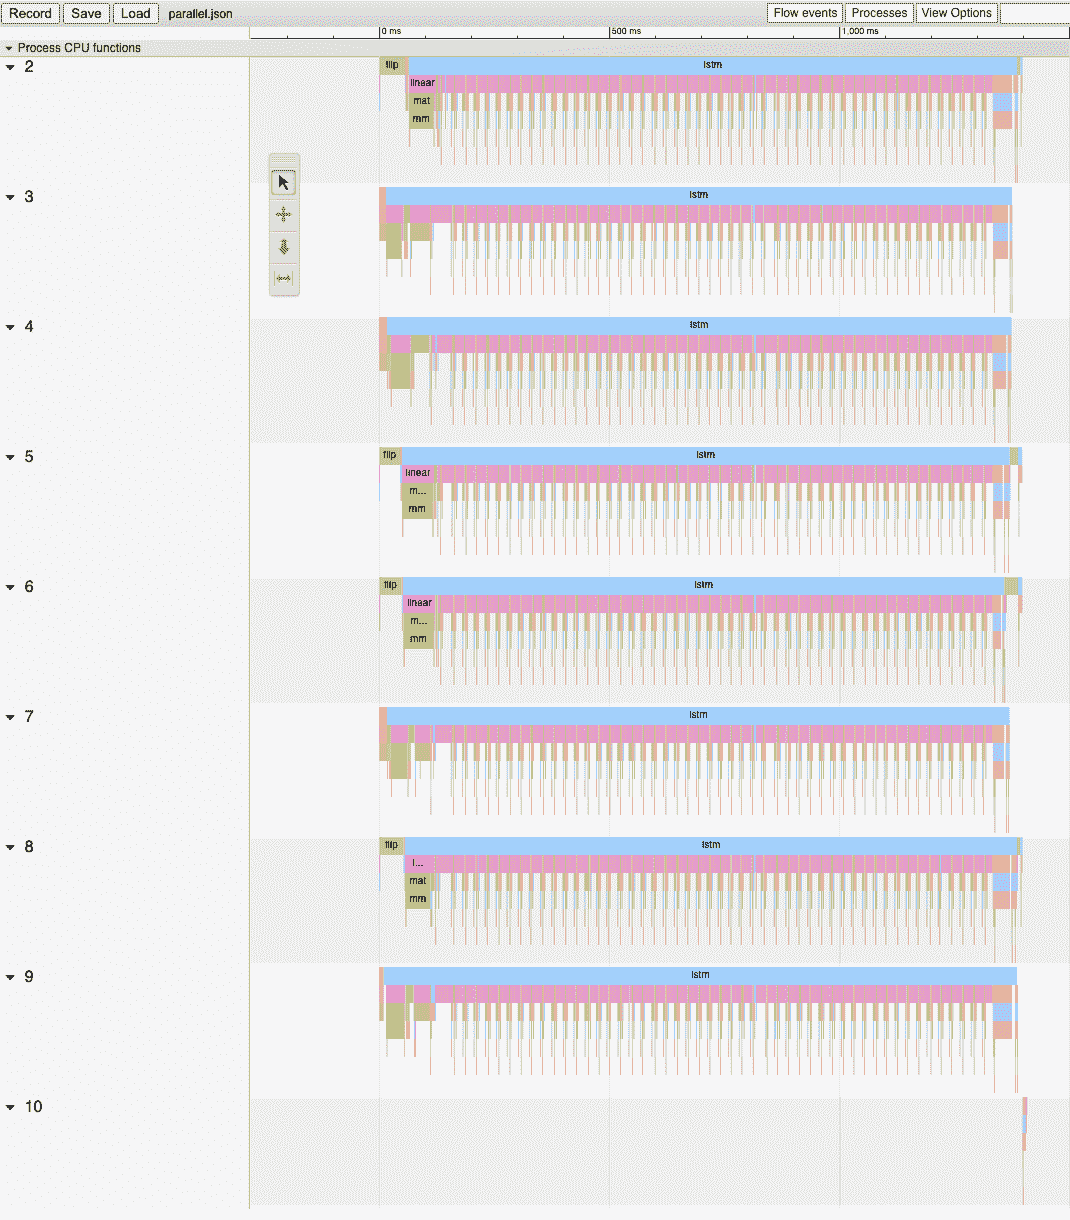 Record Save Load parallel.json Flow events Processes View Options
0 ms 500 ms 1,000 ms
Process CPU functions
2
flip lstm
linear
mat
mm
3
lstm
4
lstm
5
flip lstm
linear
m...
mm
6
flip lstm
linear
m...
mm
7
lstm
8
flip lstm
l...
mat
mm
9
lstm
10